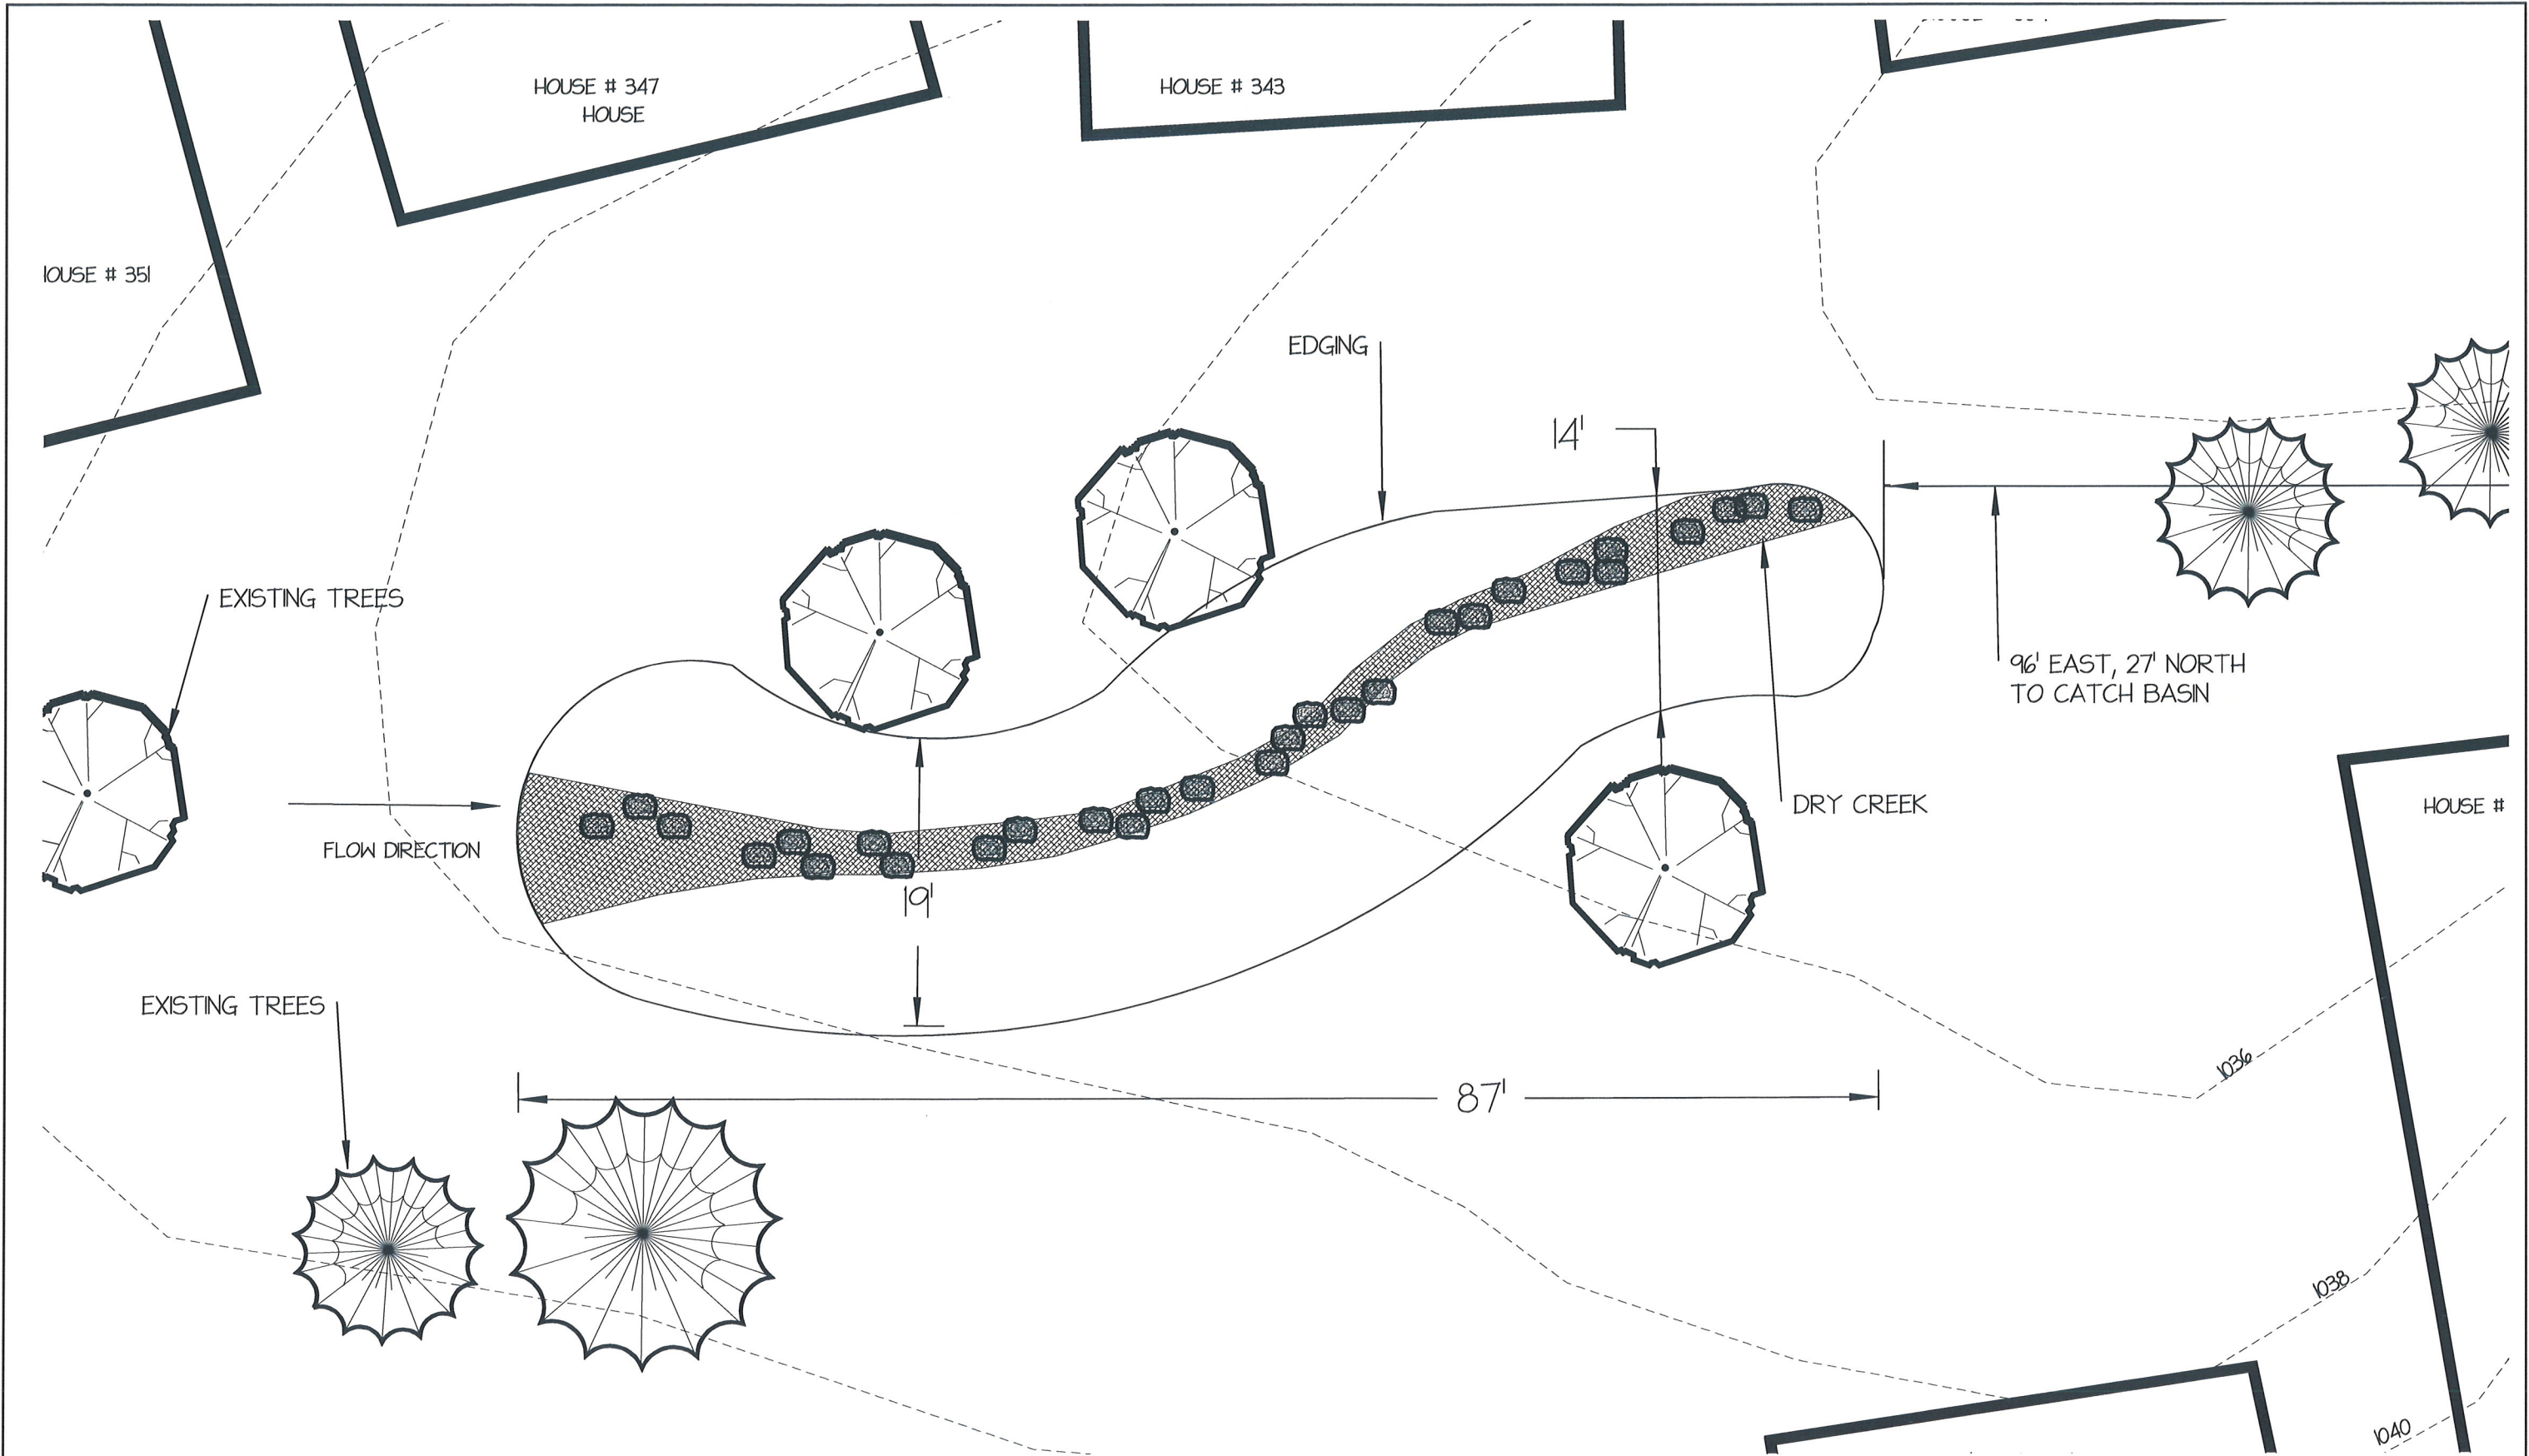 HOUSE # 347
HOUSE
HOUSE # 343
OUSE # 351
EDGING
14'
EXISTING TREES
96' EAST, 27' NORTH
TO CATCH BASIN
DRY CREEK
HOUSE #
FLOW DIRECTION
19'
EXISTING TREES
1036
87'
1038
1040